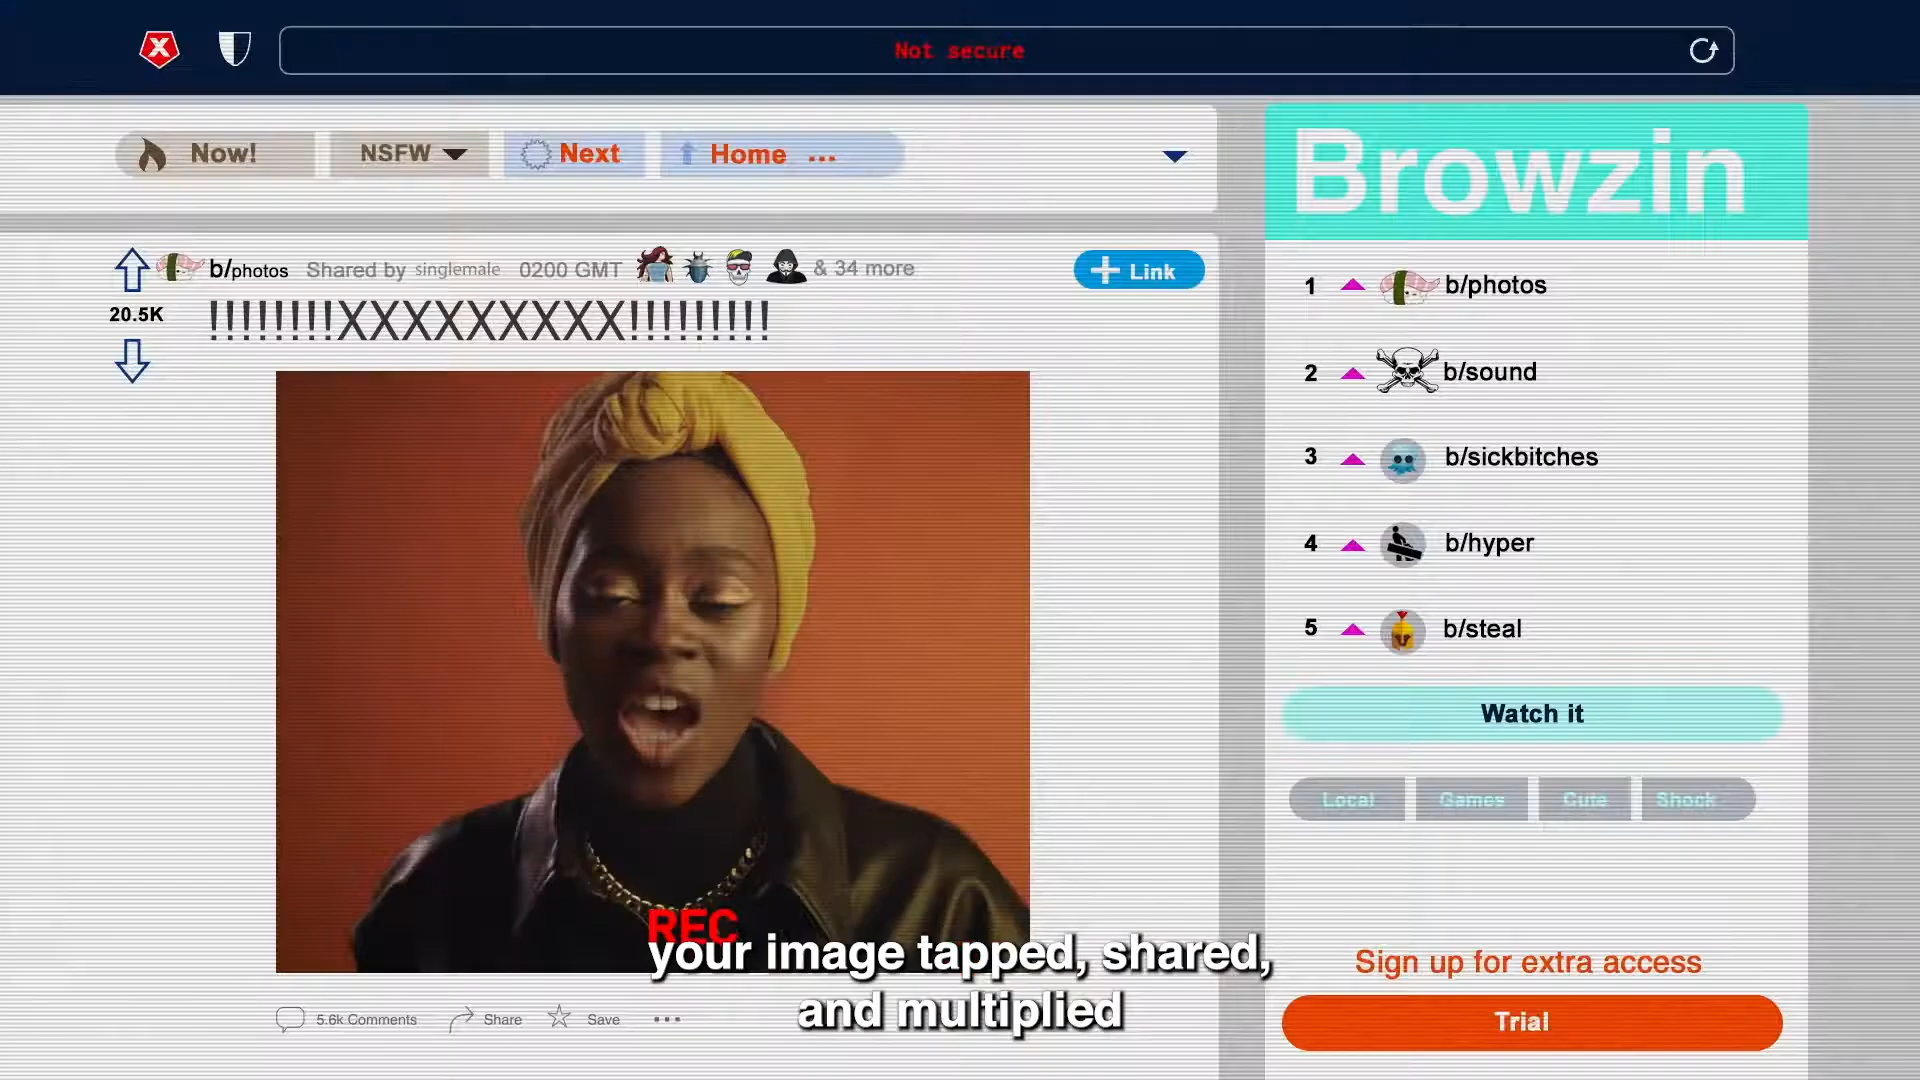 Not secure
Now!
NSFW
Next
Home ...
Browzin
b/photos Shared by singlemale 0200 GMT & 34 more
+ Link
20.5K
!!!!!!!!XXXXXXXXX!!!!!!!!!
1 b/photos
2 b/sound
3 b/sickbitches
4 b/hyper
5 b/steal
Watch it
Local
Games
Cute
Shock
REC
your image tapped, shared,
and multiplied
5.6k Comments
Share
Save
Sign up for extra access
Trial